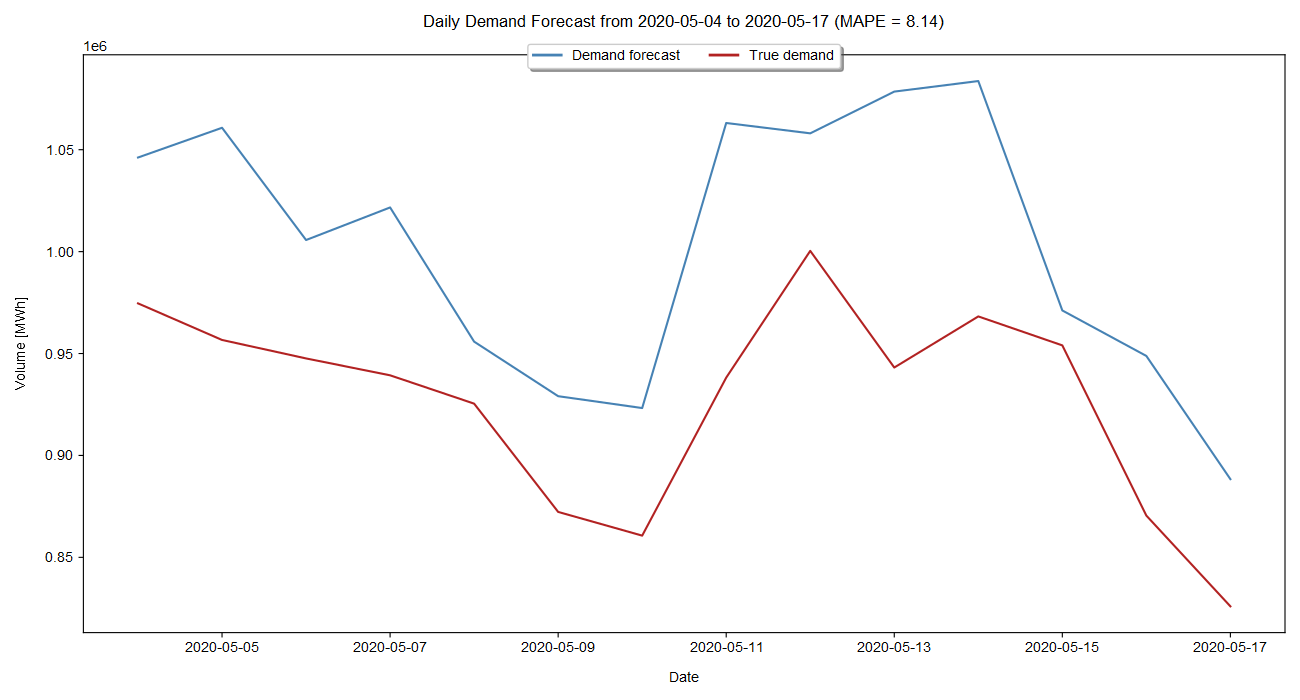 Daily Demand Forecast from 2020-05-04 to 2020-05-17 (MAPE = 8.14)
1e6
Demand forecast
True demand
1.05
1.00
0.95
0.90
0.85
Volume [MWh]
2020-05-05
2020-05-07
2020-05-09
2020-05-11
2020-05-13
2020-05-15
2020-05-17
Date